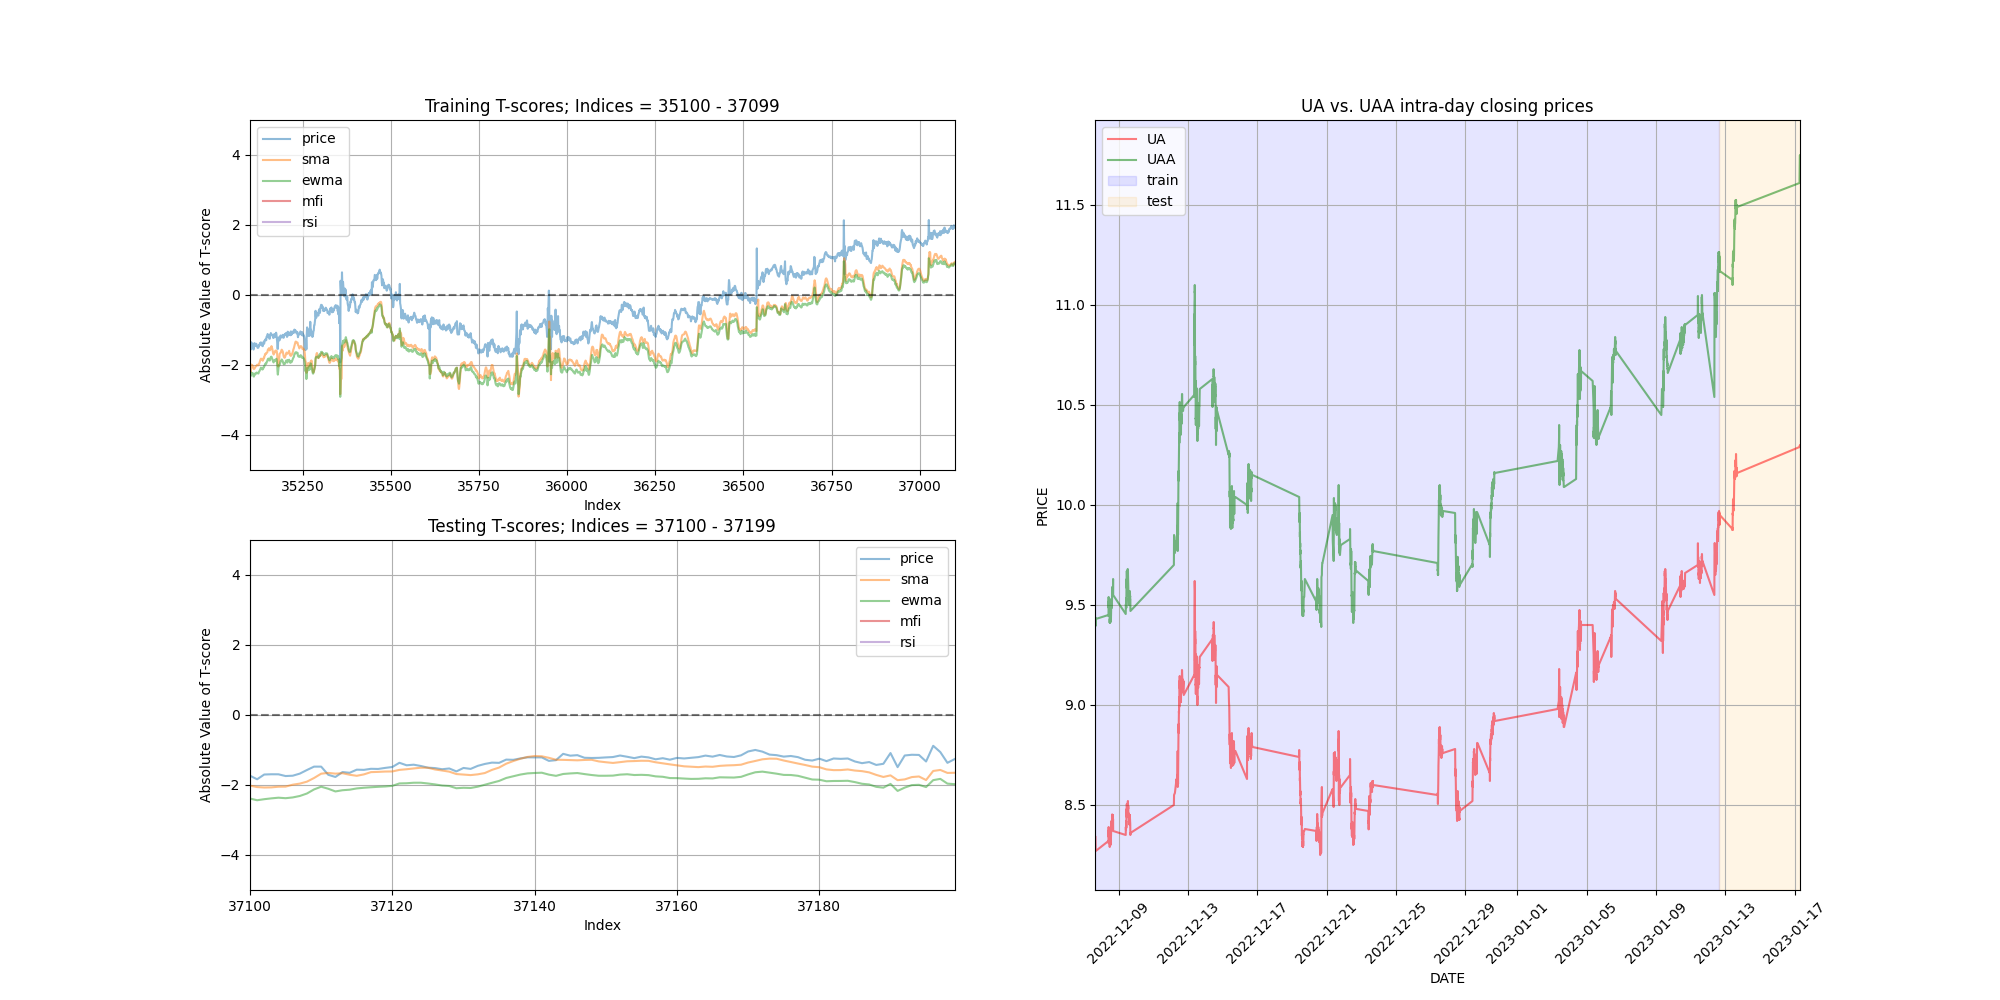 Training T-scores; Indices = 35100 - 37099
price
sma
ewma
mfi
rsi
4
2
0
−2
−4
Absolute Value of T-score
35250 35500 35750 36000 36250 36500 36750 37000
Index
Testing T-scores; Indices = 37100 - 37199
price
sma
ewma
mfi
rsi
4
2
0
−2
−4
Absolute Value of T-score
37100 37120 37140 37160 37180
Index
UA vs. UAA intra-day closing prices
UA
UAA
train
test
11.5
11.0
10.5
10.0
9.5
9.0
8.5
PRICE
2022-12-09 2022-12-13 2022-12-17 2022-12-21 2022-12-25 2022-12-29 2023-01-01 2023-01-05 2023-01-09 2023-01-13 2023-01-17
DATE